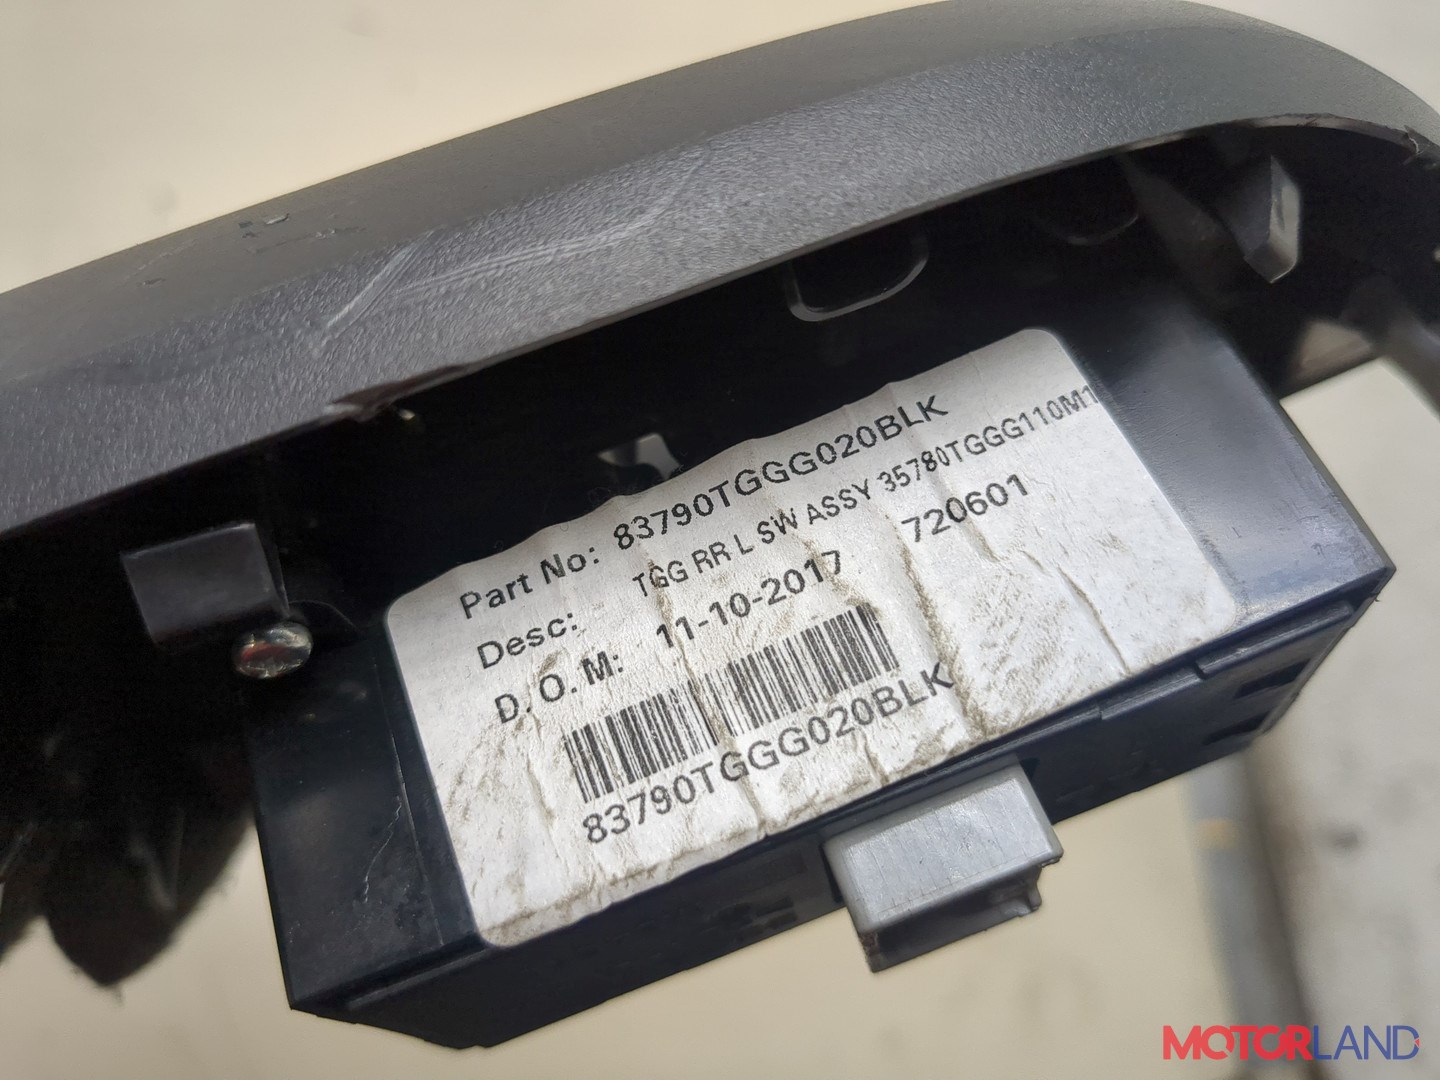 Part No: 83790TGGG020BLK
Desc: TGG RR L SW ASSY 35780TGGG110M1
D.O.M: 11-10-2017 720601
83790TGGG020BLK
MOTORLAND